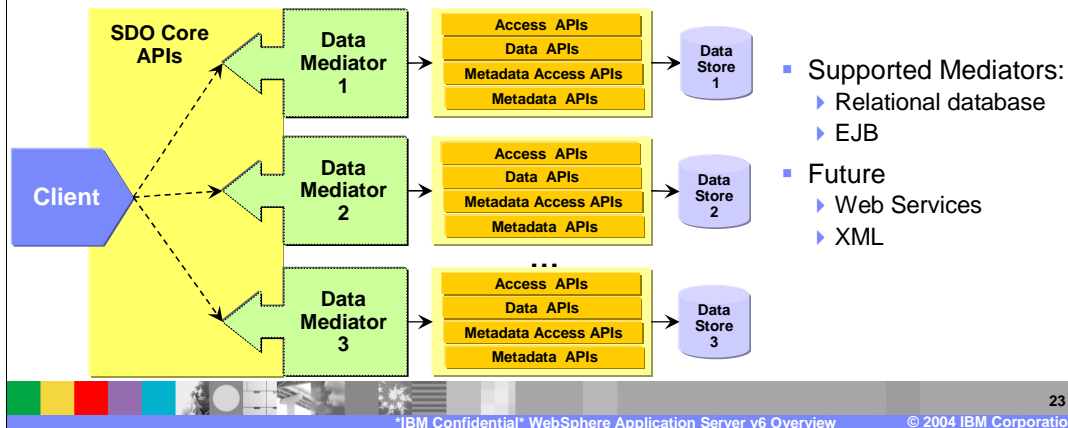 SDO Core
APIs
Client
Data
Mediator
1
Access APIs
Data APIs
Metadata Access APIs
Metadata APIs
Data
Store
1
Data
Mediator
2
Access APIs
Data APIs
Metadata Access APIs
Metadata APIs
Data
Store
2
...
Data
Mediator
3
Access APIs
Data APIs
Metadata Access APIs
Metadata APIs
Data
Store
3
Supported Mediators:
Relational database
EJB
Future
Web Services
XML
23
*IBM Confidential* WebSphere Application Server v6 Overview
© 2004 IBM Corporatio